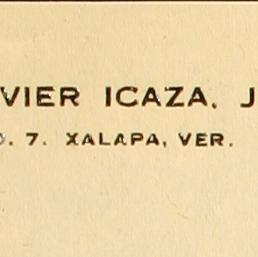 VIER ICAZA. J
. 7. XALAPA, VER.